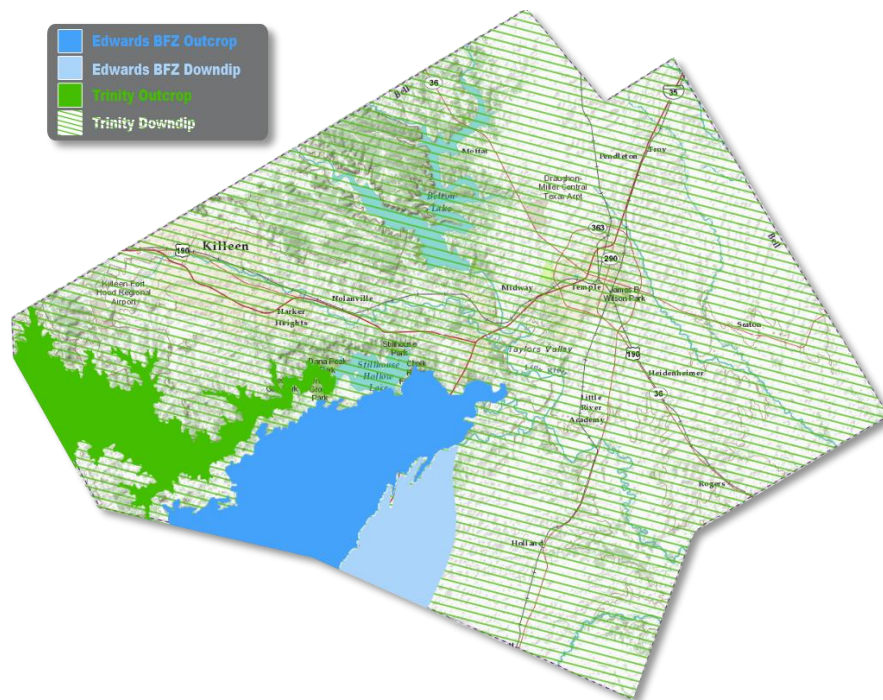 Edwards BFZ Outcrop
Edwards BFZ Downdip
Trinity Outcrop
Trinity Downdip
36
Bell
35
Moffat
Pendleton
Troy
Draughon-
Miller Central
Texas Arpt
Belton
Lake
363
Bell
190
Killeen
290
Killeen-Fort
Hood Regional
Airport
Nolanville
Midway
Temple
James B
Wilson Park
Harker
Heights
Seaton
Stillhouse
Park
Taylors Valley
190
Dana Peak
Park
Stillhouse
Hollow
Lake
Heidenheimer
36
Park
Little
River
Academy
Rogers
Holland